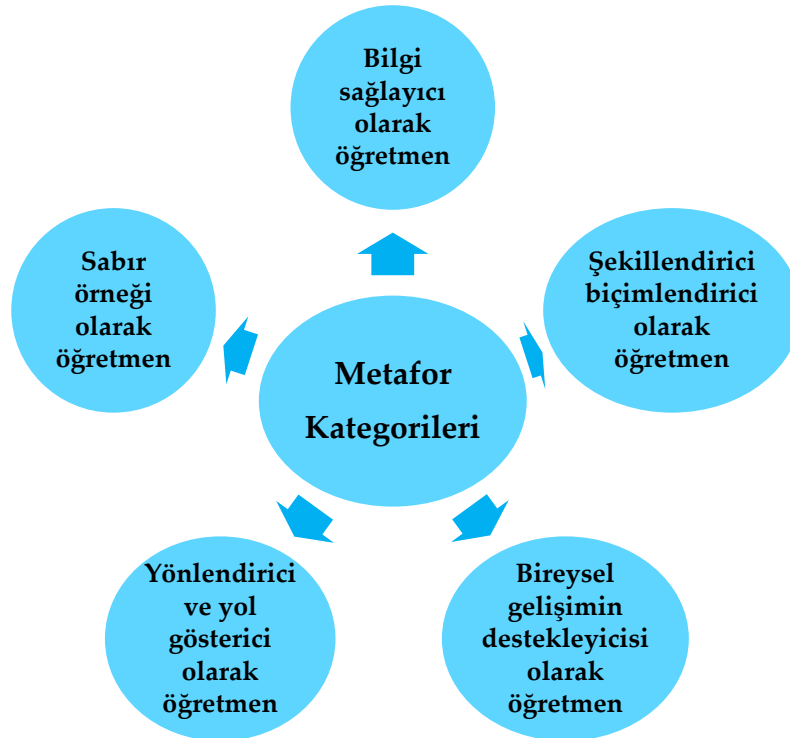 Bilgi
sağlayıcı
olarak
öğretmen
Sabır
örneği
olarak
öğretmen
Şekillendirici
biçimlendirici
olarak
öğretmen
Metafor
Kategorileri
Yönlendirici
ve yol
gösterici
olarak
öğretmen
Bireysel
gelişimin
destekleyicisi
olarak
öğretmen